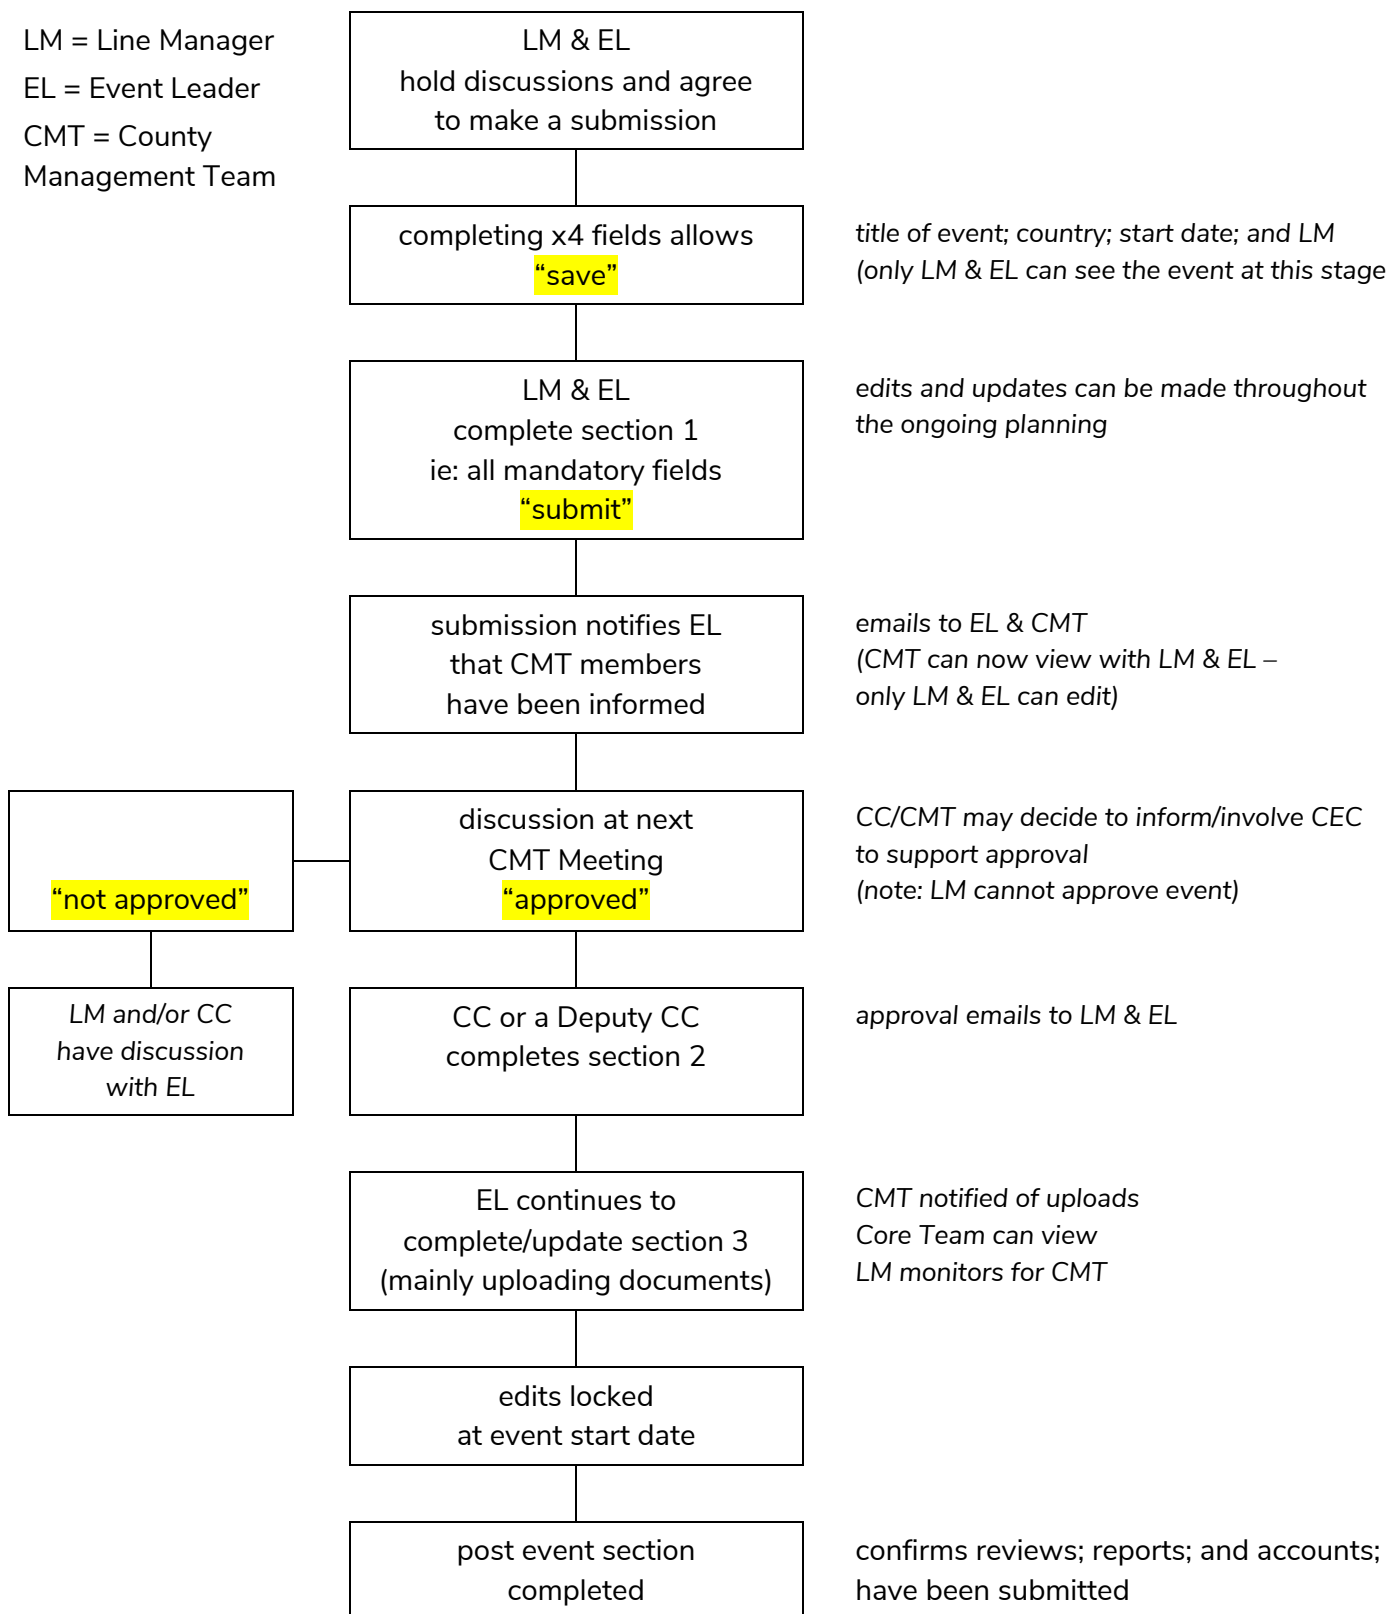 LM = Line Manager
EL = Event Leader
CMT = County
Management Team
LM & EL
hold discussions and agree
to make a submission
completing x4 fields allows
“save”
title of event; country; start date; and LM
(only LM & EL can see the event at this stage
LM & EL
complete section 1
ie: all mandatory fields
“submit”
edits and updates can be made throughout
the ongoing planning
submission notifies EL
that CMT members
have been informed
emails to EL & CMT
(CMT can now view with LM & EL –
only LM & EL can edit)
“not approved”
discussion at next
CMT Meeting
“approved”
CC/CMT may decide to inform/involve CEC
to support approval
(note: LM cannot approve event)
LM and/or CC
have discussion
with EL
CC or a Deputy CC
completes section 2
approval emails to LM & EL
EL continues to
complete/update section 3
(mainly uploading documents)
CMT notified of uploads
Core Team can view
LM monitors for CMT
edits locked
at event start date
post event section
completed
confirms reviews; reports; and accounts;
have been submitted